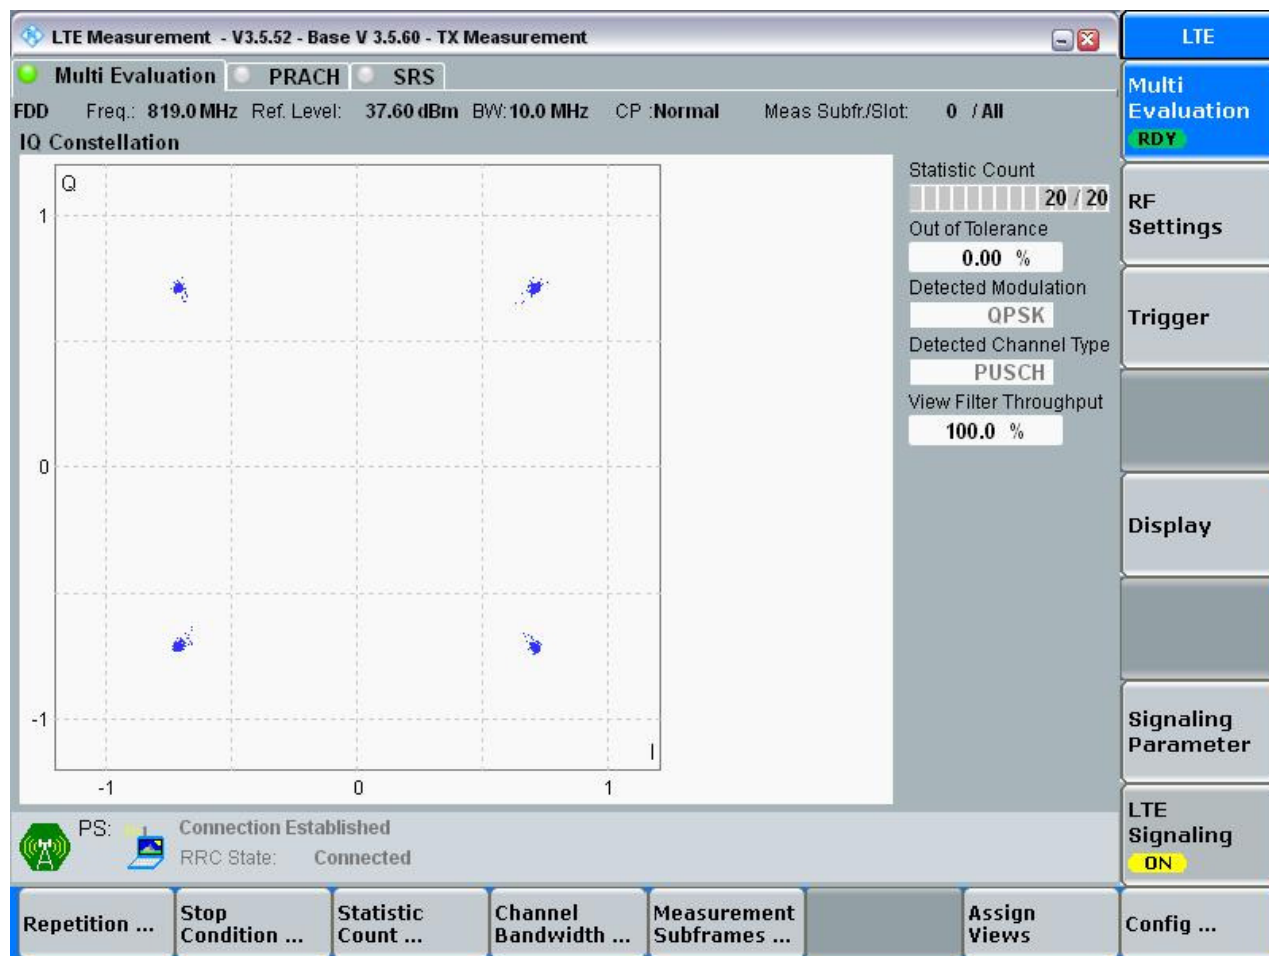 LTE Measurement - V3.5.52 - Base V 3.5.60 - TX Measurement
Multi Evaluation PRACH SRS
FDD Freq.: 819.0 MHz Ref. Level: 37.60 dBm BW: 10.0 MHz CP :Normal Meas Subfr./Slot: 0 / All
IQ Constellation
Q
1
0
-1
I
-1 0 1
Statistic Count
20 / 20
Out of Tolerance
0.00 %
Detected Modulation
QPSK
Detected Channel Type
PUSCH
View Filter Throughput
100.0 %
PS: Connection Established
RRC State: Connected
LTE
Multi
Evaluation
RDY
RF
Settings
Trigger
Display
Signaling
Parameter
LTE
Signaling
ON
Repetition ...
Stop
Condition ...
Statistic
Count ...
Channel
Bandwidth ...
Measurement
Subframes ...
Assign
Views
Config ...